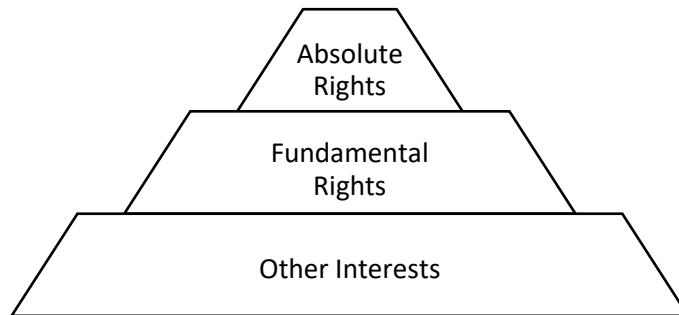 Absolute
Rights
Fundamental
Rights
Other Interests